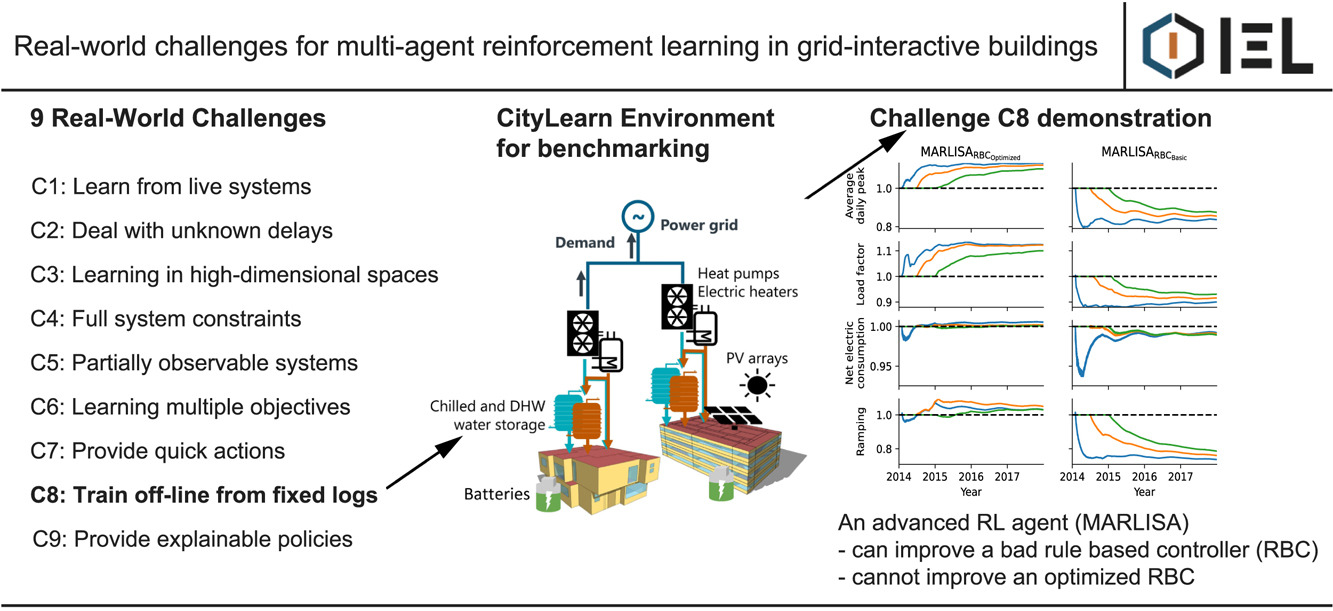 Real-world challenges for multi-agent reinforcement learning in grid-interactive buildings
IEL
9 Real-World Challenges
C1: Learn from live systems
C2: Deal with unknown delays
C3: Learning in high-dimensional spaces
C4: Full system constraints
C5: Partially observable systems
C6: Learning multiple objectives
C7: Provide quick actions
C8: Train off-line from fixed logs
C9: Provide explainable policies
CityLearn Environment
for benchmarking
~
Power grid
Demand
Heat pumps
Electric heaters
M
M
PV arrays
Chilled and DHW
water storage
Batteries
Challenge C8 demonstration
MARLISA RBC Optimized
MARLISA RBC Basic
Average
daily peak
1.0
0.8
Load factor
1.1
1.0
0.9
Net electric
consumption
1.00
0.95
Ramping
1.0
0.8
2014 2015 2016 2017
Year
2014 2015 2016 2017
Year
An advanced RL agent (MARLISA)
- can improve a bad rule based controller (RBC)
- cannot improve an optimized RBC